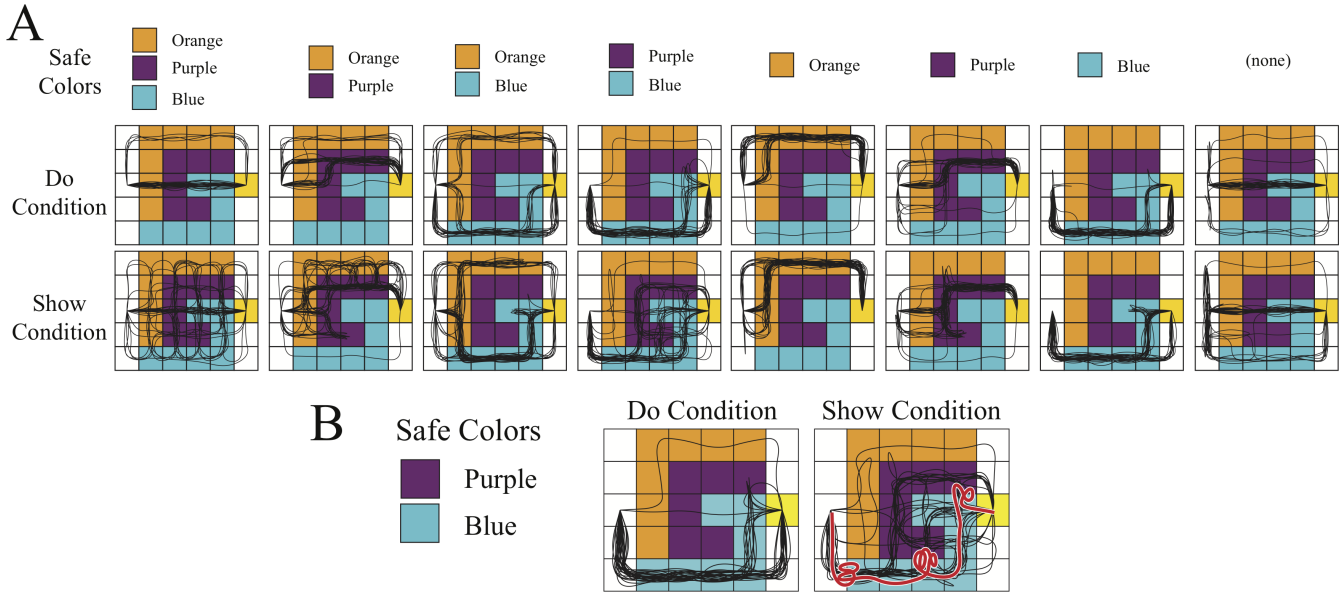 A
Safe Colors
Orange
Purple
Blue
Orange
Purple
Orange
Blue
Purple
Blue
Orange
Purple
Blue
(none)
Do
Condition
Show
Condition
B
Safe Colors
Purple
Blue
Do Condition
Show Condition